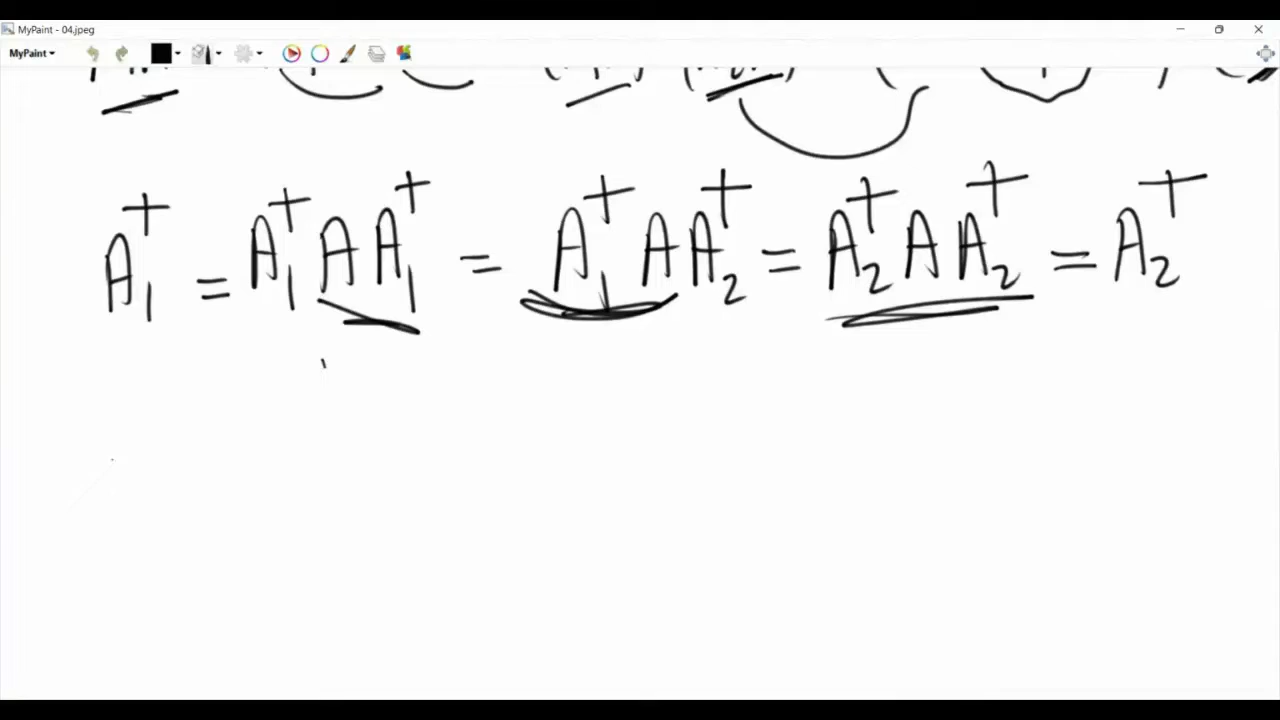 MyPaint - 04.jpeg
MyPaint
A₁⁺ = A₁⁺AA₁⁺ = A₁⁺AA₂⁺ = A₂⁺AA₂⁺ = A₂⁺